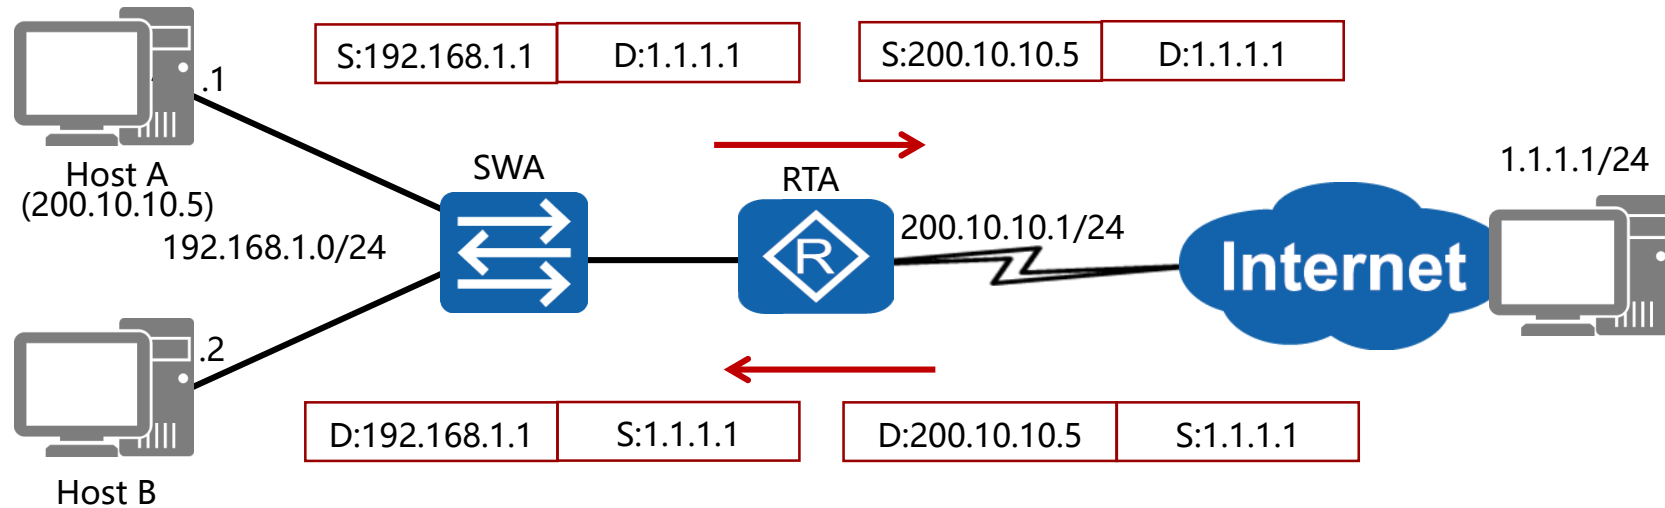 S:192.168.1.1 D:1.1.1.1
S:200.10.10.5 D:1.1.1.1
.1
Host A
(200.10.10.5)
SWA
RTA
1.1.1.1/24
192.168.1.0/24
200.10.10.1/24
R
Internet
.2
Host B
D:192.168.1.1 S:1.1.1.1
D:200.10.10.5 S:1.1.1.1